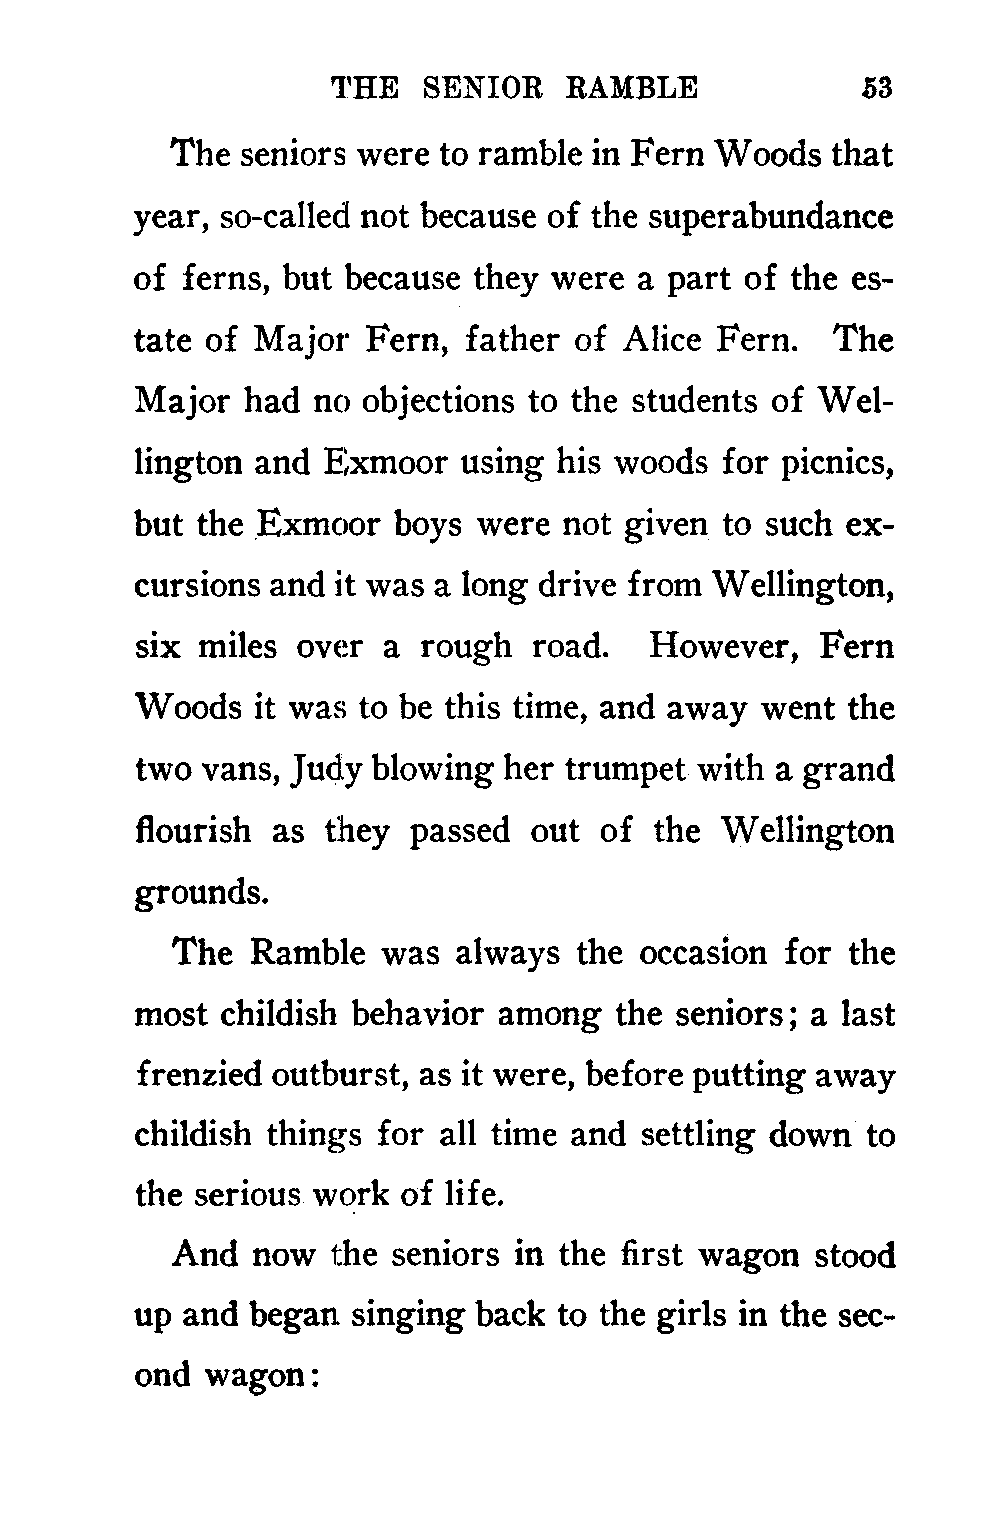 THE SENIOR RAMBLE 53
The seniors were to ramble in Fern Woods that
year, so-called not because of the superabundance
of ferns, but because they were a part of the es-
tate of Major Fern, father of Alice Fern. The
Major had no objections to the students of Wel-
lington and Exmoor using his woods for picnics,
but the Exmoor boys were not given to such ex-
cursions and it was a long drive from Wellington,
six miles over a rough road. However, Fern
Woods it was to be this time, and away went the
two vans, Judy blowing her trumpet with a grand
flourish as they passed out of the Wellington
grounds.
The Ramble was always the occasion for the
most childish behavior among the seniors; a last
frenzied outburst, as it were, before putting away
childish things for all time and settling down to
the serious work of life.
And now the seniors in the first wagon stood
up and began singing back to the girls in the sec-
ond wagon: